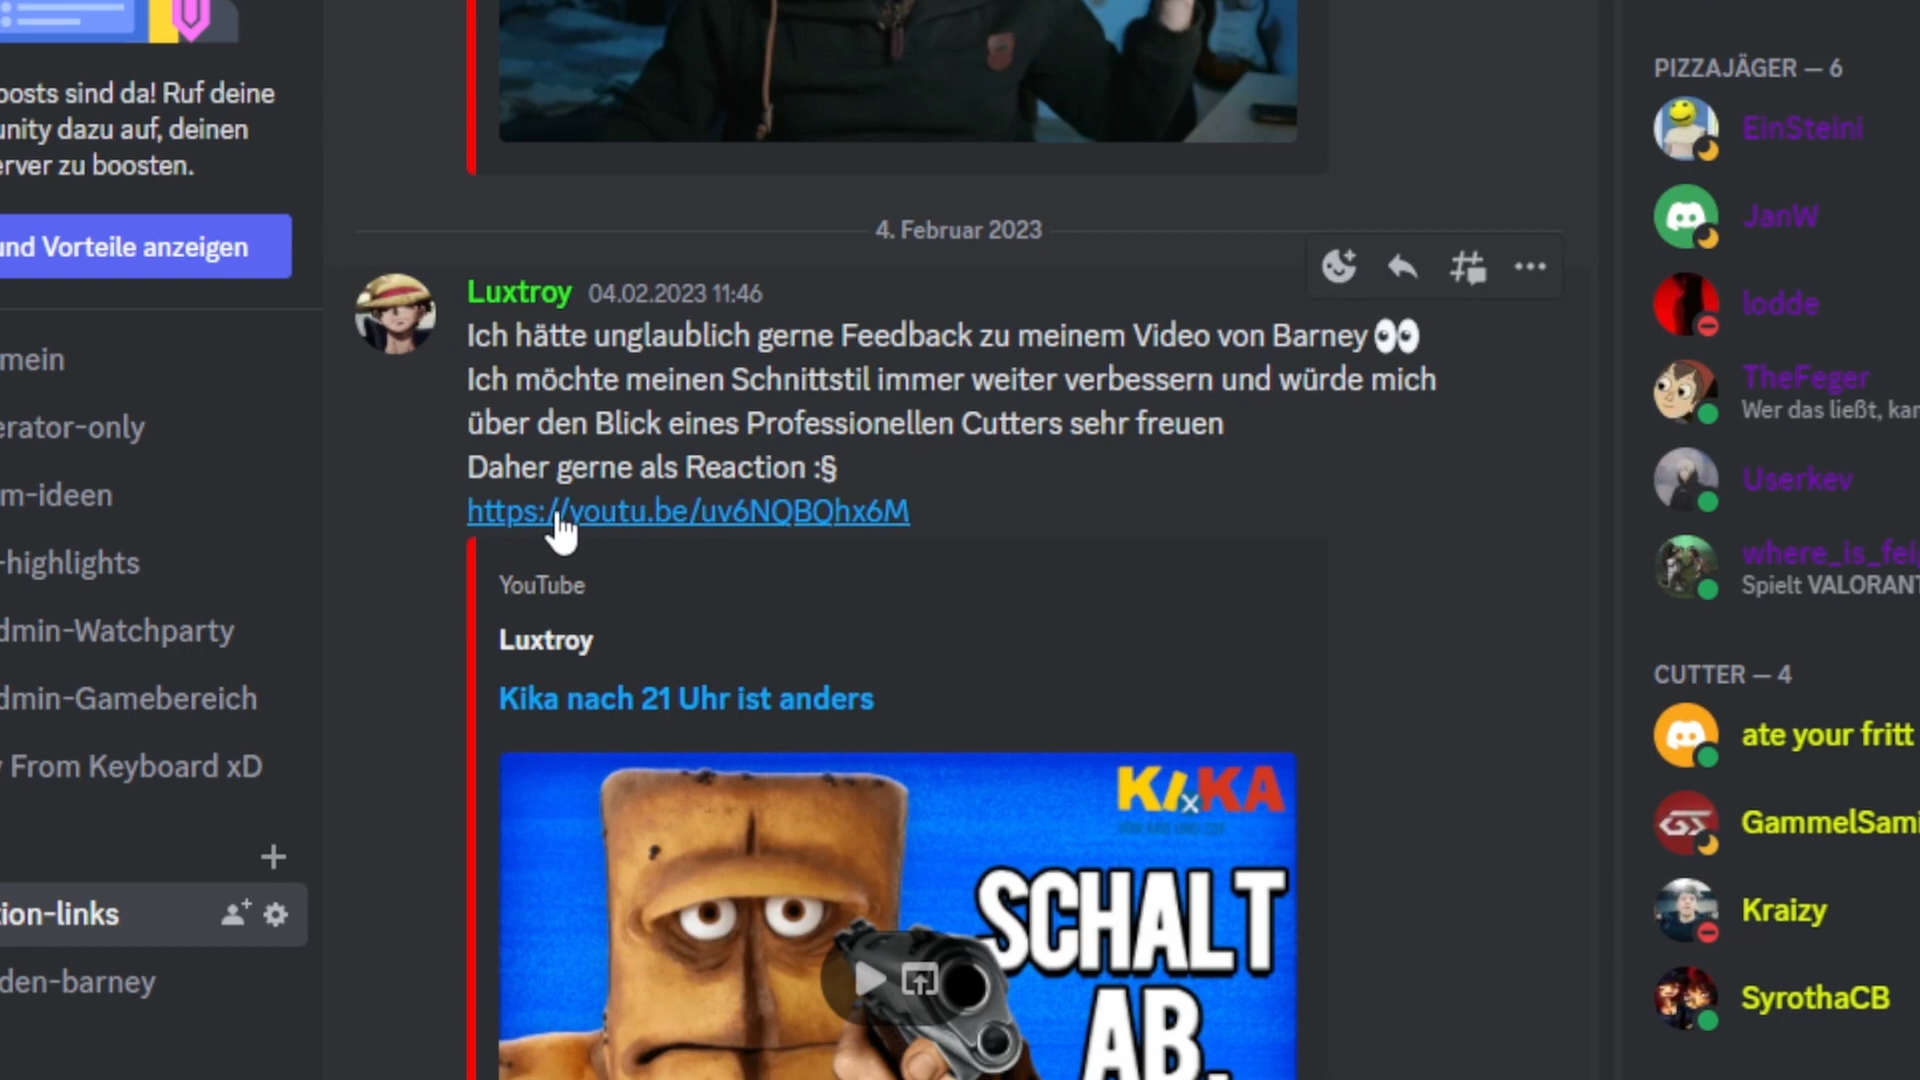 oosts sind da! Ruf deine
unity dazu auf, deinen
erver zu boosten.
und Vorteile anzeigen
mein
erator-only
m-ideen
-highlights
dmin-Watchparty
dmin-Gamebereich
From Keyboard xD
tion-links
den-barney
4. Februar 2023
Luxtroy 04.02.2023 11:46
Ich hätte unglaublich gerne Feedback zu meinem Video von Barney 👀
Ich möchte meinen Schnittstil immer weiter verbessern und würde mich
über den Blick eines Professionellen Cutters sehr freuen
Daher gerne als Reaction :§
https://youtu.be/uv6NQBQhx6M
YouTube
Luxtroy
Kika nach 21 Uhr ist anders
KiKA
SCHALT
AB.
PIZZAJÄGER — 6
EinSteini
JanW
lodde
TheFeger
Wer das ließt, kan
Userkev
where_is_fei
Spielt VALORANT
CUTTER — 4
ate your fritt
GammelSami
Kraizy
SyrothaCB